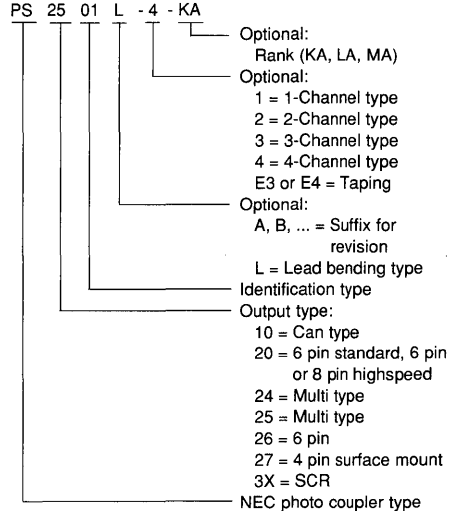 PS 25 01 L - 4 - KA
Optional:
Rank (KA, LA, MA)
Optional:
1 = 1-Channel type
2 = 2-Channel type
3 = 3-Channel type
4 = 4-Channel type
E3 or E4 = Taping
Optional:
A, B, ... = Suffix for
revision
L = Lead bending type
Identification type
Output type:
10 = Can type
20 = 6 pin standard, 6 pin
or 8 pin highspeed
24 = Multi type
25 = Multi type
26 = 6 pin
27 = 4 pin surface mount
3X = SCR
NEC photo coupler type